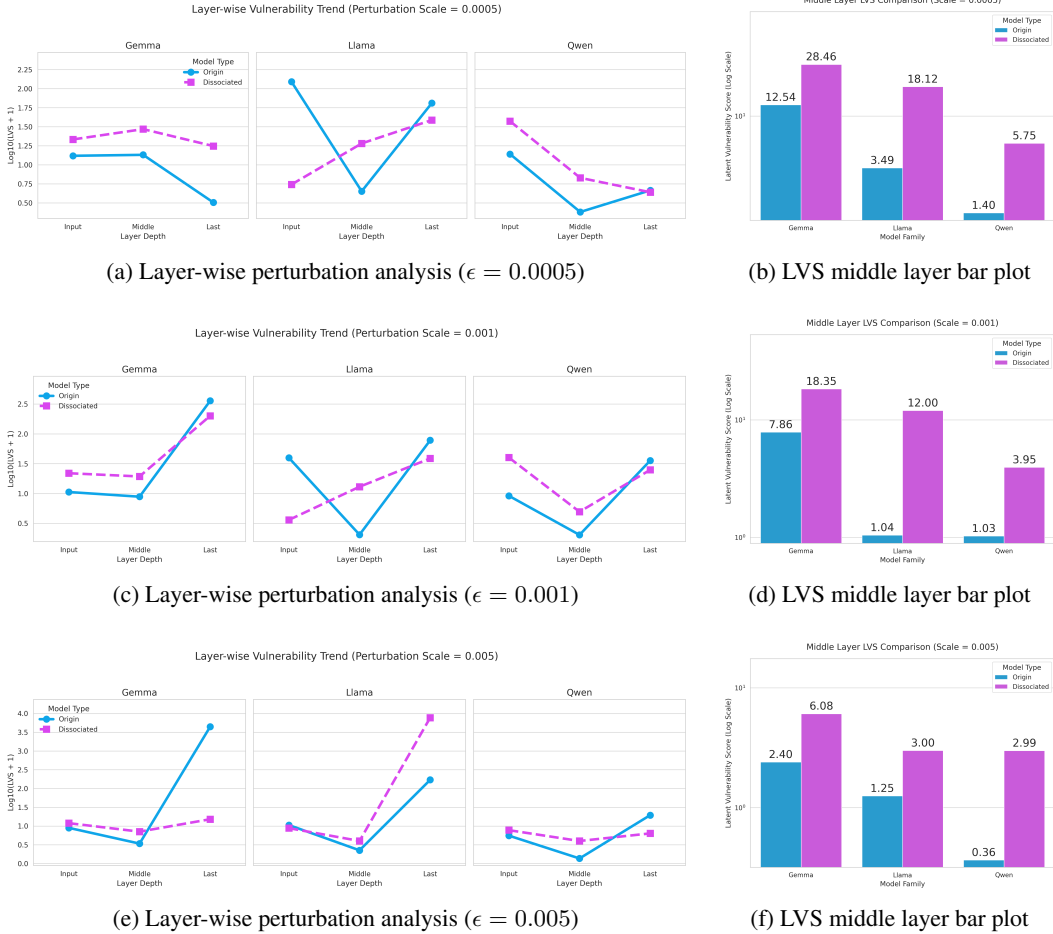 Layer-wise Vulnerability Trend (Perturbation Scale = 0.0005)
Gemma
Llama
Qwen
Model Type
Origin
Dissociated
Log10(LVS + 1)
2.25
2.00
1.75
1.50
1.25
1.00
0.75
0.50
Input Middle Last
Input Middle Last
Input Middle Last
Layer Depth
Layer Depth
Layer Depth
(a) Layer-wise perturbation analysis (ϵ = 0.0005)
Middle Layer LVS Comparison (Scale = 0.0005)
Model Type
Origin
Dissociated
Latent Vulnerability Score (Log Scale)
10¹
12.54 28.46
3.49 18.12
1.40 5.75
Gemma Llama Qwen
Model Family
(b) LVS middle layer bar plot
Layer-wise Vulnerability Trend (Perturbation Scale = 0.001)
Gemma
Llama
Qwen
Model Type
Origin
Dissociated
Log10(LVS + 1)
2.5
2.0
1.5
1.0
0.5
Input Middle Last
Input Middle Last
Input Middle Last
Layer Depth
Layer Depth
Layer Depth
(c) Layer-wise perturbation analysis (ϵ = 0.001)
Middle Layer LVS Comparison (Scale = 0.001)
Model Type
Origin
Dissociated
Latent Vulnerability Score (Log Scale)
10¹
10⁰
7.86 18.35
1.04 12.00
1.03 3.95
Gemma Llama Qwen
Model Family
(d) LVS middle layer bar plot
Layer-wise Vulnerability Trend (Perturbation Scale = 0.005)
Gemma
Llama
Qwen
Model Type
Origin
Dissociated
Log10(LVS + 1)
4.0
3.5
3.0
2.5
2.0
1.5
1.0
0.5
0.0
Input Middle Last
Input Middle Last
Input Middle Last
Layer Depth
Layer Depth
Layer Depth
(e) Layer-wise perturbation analysis (ϵ = 0.005)
Middle Layer LVS Comparison (Scale = 0.005)
Model Type
Origin
Dissociated
Latent Vulnerability Score (Log Scale)
10¹
10⁰
2.40 6.08
1.25 3.00
0.36 2.99
Gemma Llama Qwen
Model Family
(f) LVS middle layer bar plot